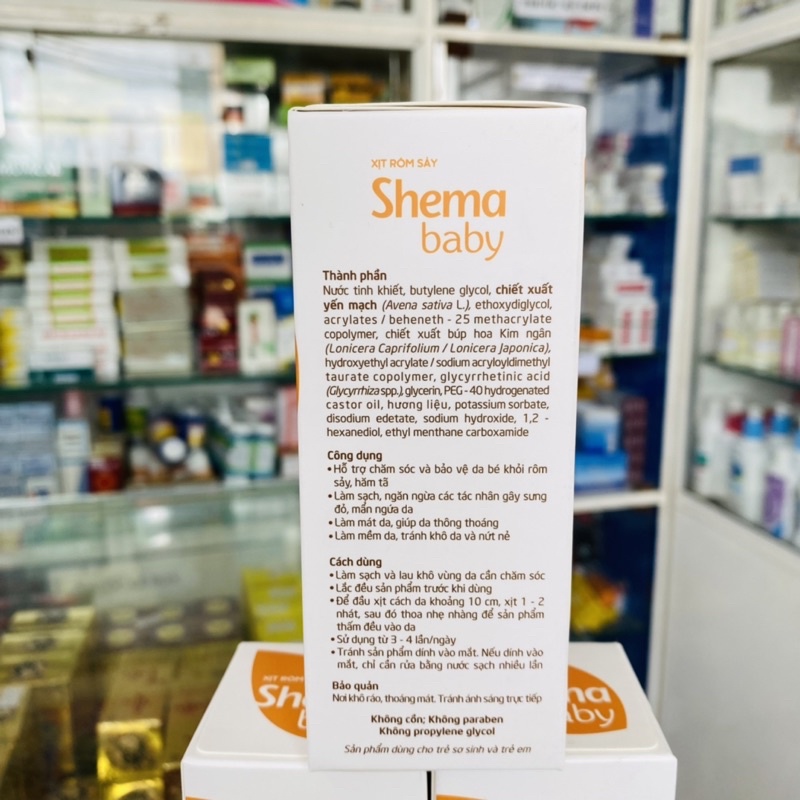 XỊT RÔM SẢY
Shema
baby
Thành phần
Nước tinh khiết, butylene glycol, chiết xuất
yến mạch (Avena sativa L.), ethoxydiglycol,
acrylates / beheneth - 25 methacrylate
copolymer, chiết xuất búp hoa Kim ngân
(Lonicera Caprifolium / Lonicera Japonica),
hydroxyethyl acrylate / sodium acryloyldimethyl
taurate copolymer, glycyrrhetinic acid
(Glycyrrhiza spp.), glycerin, PEG - 40 hydrogenated
castor oil, hương liệu, potassium sorbate,
disodium edetate, sodium hydroxide, 1,2 -
hexanediol, ethyl menthane carboxamide
Công dụng
• Hỗ trợ chăm sóc và bảo vệ da bé khỏi rôm
sảy, hăm tã
• Làm sạch, ngăn ngừa các tác nhân gây sưng
đỏ, mẩn ngứa da
• Làm mát da, giúp da thông thoáng
• Làm mềm da, tránh khô da và nứt nẻ
Cách dùng
• Làm sạch và lau khô vùng da cần chăm sóc
• Lắc đều sản phẩm trước khi dùng
• Để đầu xịt cách da khoảng 10 cm, xịt 1 - 2
nhát, sau đó thoa nhẹ nhàng để sản phẩm
thấm đều vào da
• Sử dụng từ 3 - 4 lần/ngày
• Tránh sản phẩm dính vào mắt. Nếu dính vào
mắt, chỉ cần rửa bằng nước sạch nhiều lần
Bảo quản
Nơi khô ráo, thoáng mát. Tránh ánh sáng trực tiếp
Không cồn; Không paraben
Không propylene glycol
Sản phẩm dùng cho trẻ sơ sinh và trẻ em
XỊT RÔM
Shema
baby